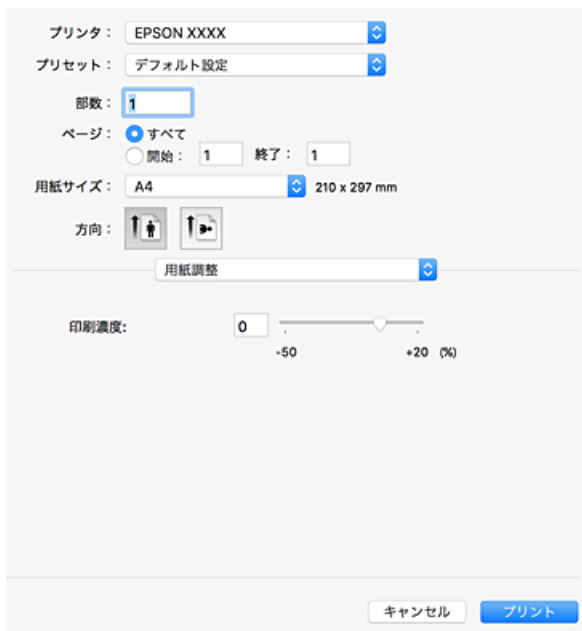 プリンタ： EPSON XXXX
プリセット： デフォルト設定
部数： 1
ページ： すべて
開始： 1 終了： 1
用紙サイズ： A4 210 x 297 mm
方向：
用紙調整
印刷濃度: 0
-50 +20 (%)
キャンセル プリント